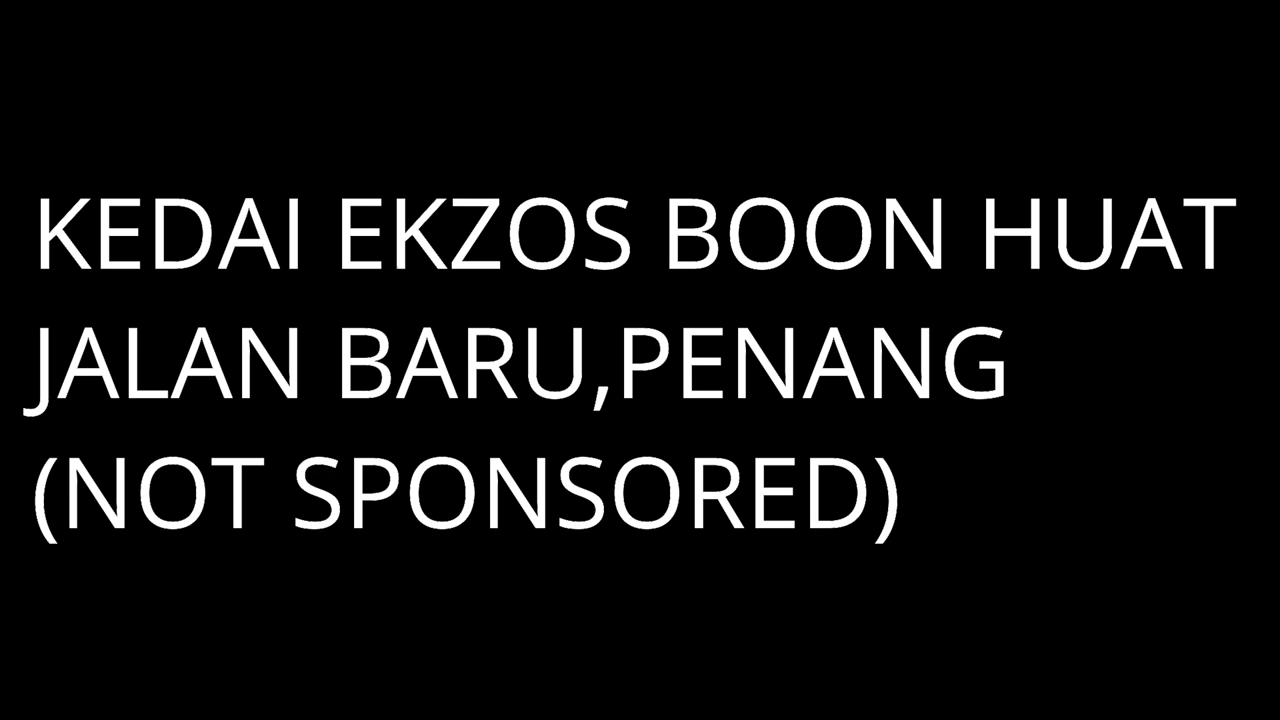 KEDAI EKZOS BOON HUAT
JALAN BARU,PENANG
(NOT SPONSORED)